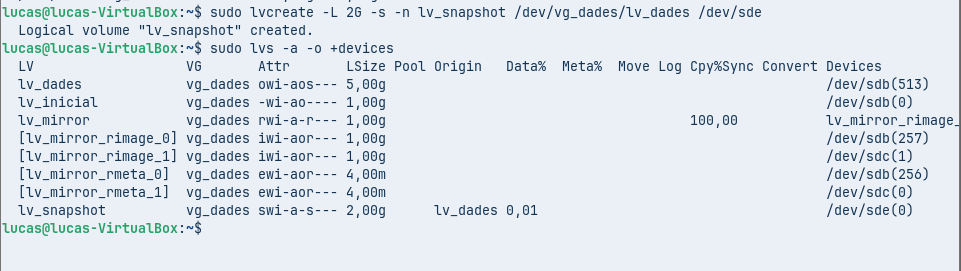 lucas@lucas-VirtualBox:~$ sudo lvcreate -L 2G -s -n lv_snapshot /dev/vg_dades/lv_dades /dev/sde
  Logical volume "lv_snapshot" created.
lucas@lucas-VirtualBox:~$ sudo lvs -a -o +devices
  LV                   VG       Attr       LSize Pool Origin   Data%  Meta%  Move Log Cpy%Sync Convert Devices
  lv_dades             vg_dades owi-aos--- 5,00g                                                       /dev/sdb(513)
  lv_inicial           vg_dades -wi-ao---- 1,00g                                                       /dev/sdb(0)
  lv_mirror            vg_dades rwi-a-r--- 1,00g                                      100,00           lv_mirror_rimage_
  [lv_mirror_rimage_0] vg_dades iwi-aor--- 1,00g                                                       /dev/sdb(257)
  [lv_mirror_rimage_1] vg_dades iwi-aor--- 1,00g                                                       /dev/sdc(1)
  [lv_mirror_rmeta_0]  vg_dades ewi-aor--- 4,00m                                                       /dev/sdb(256)
  [lv_mirror_rmeta_1]  vg_dades ewi-aor--- 4,00m                                                       /dev/sdc(0)
  lv_snapshot          vg_dades swi-a-s--- 2,00g      lv_dades 0,01                                    /dev/sde(0)
lucas@lucas-VirtualBox:~$